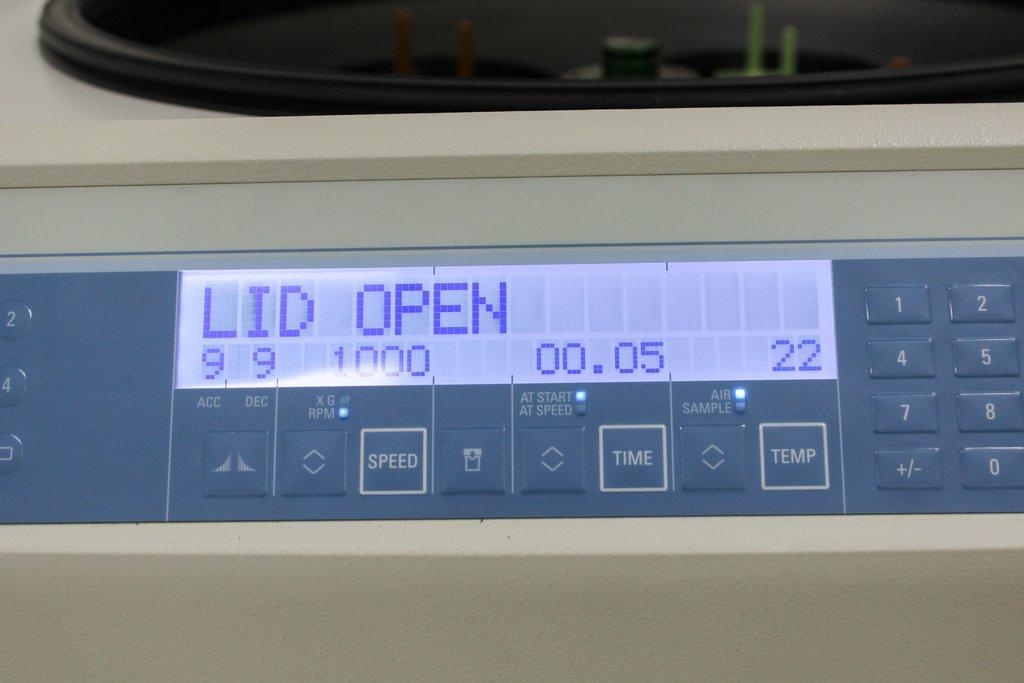 LID OPEN
9 9 1000 00.05 22
ACC DEC X G AT START AIR
RPM AT SPEED SAMPLE
SPEED TIME TEMP
2
4
1 2
4 5
7 8
+/- 0